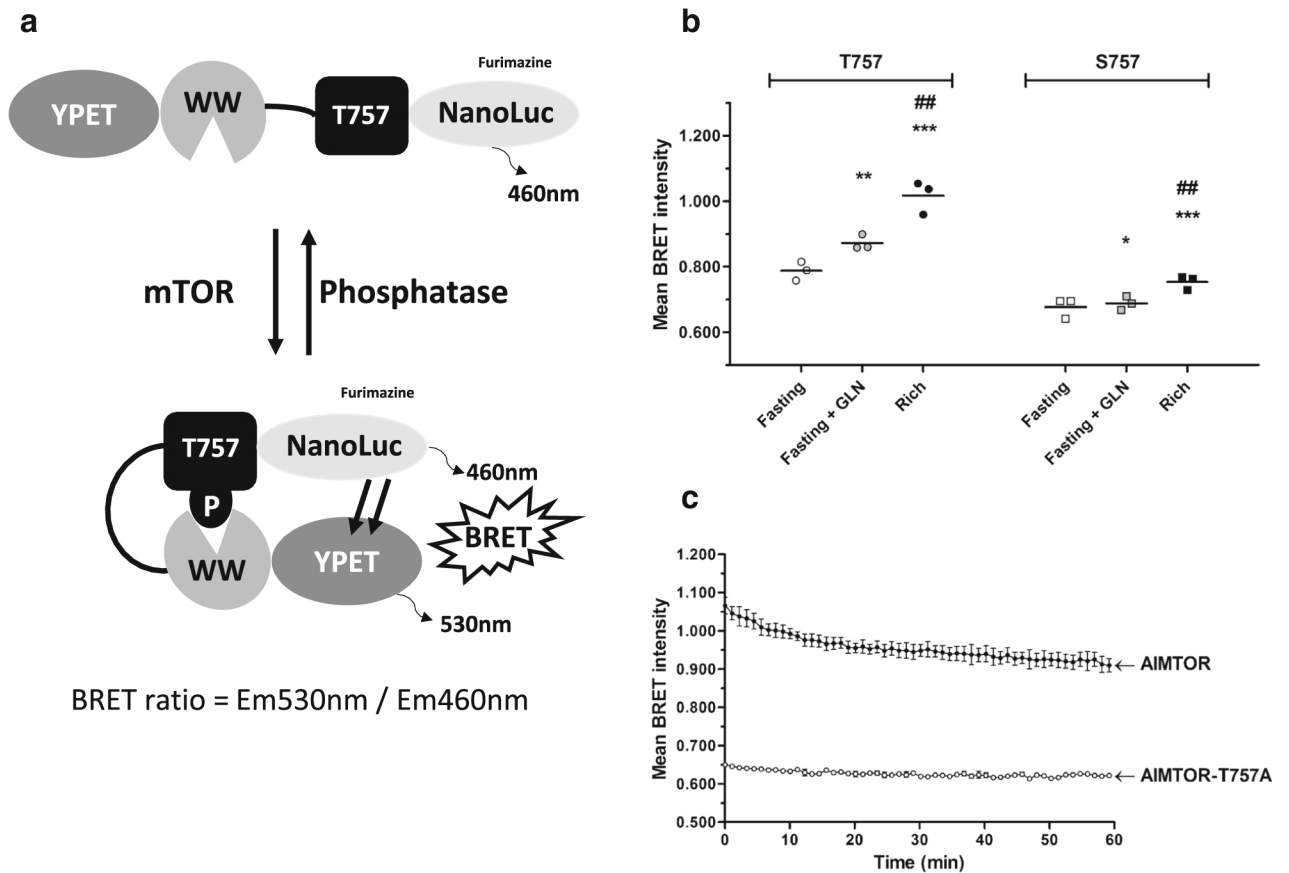 a
Furimazine
YPET
WW
T757
NanoLuc
460nm
mTOR
Phosphatase
Furimazine
T757
NanoLuc
460nm
P
BRET
WW
YPET
530nm
BRET ratio = Em530nm / Em460nm
b
T757
S757
##
***
**
##
***
*
Mean BRET intensity
1.200
1.000
0.800
0.600
Fasting
Fasting + GLN
Rich
Fasting
Fasting + GLN
Rich
c
Mean BRET intensity
1.200
1.100
1.000
0.900
0.800
0.700
0.600
0.500
AIMTOR
AIMTOR-T757A
0
10
20
30
40
50
60
Time (min)